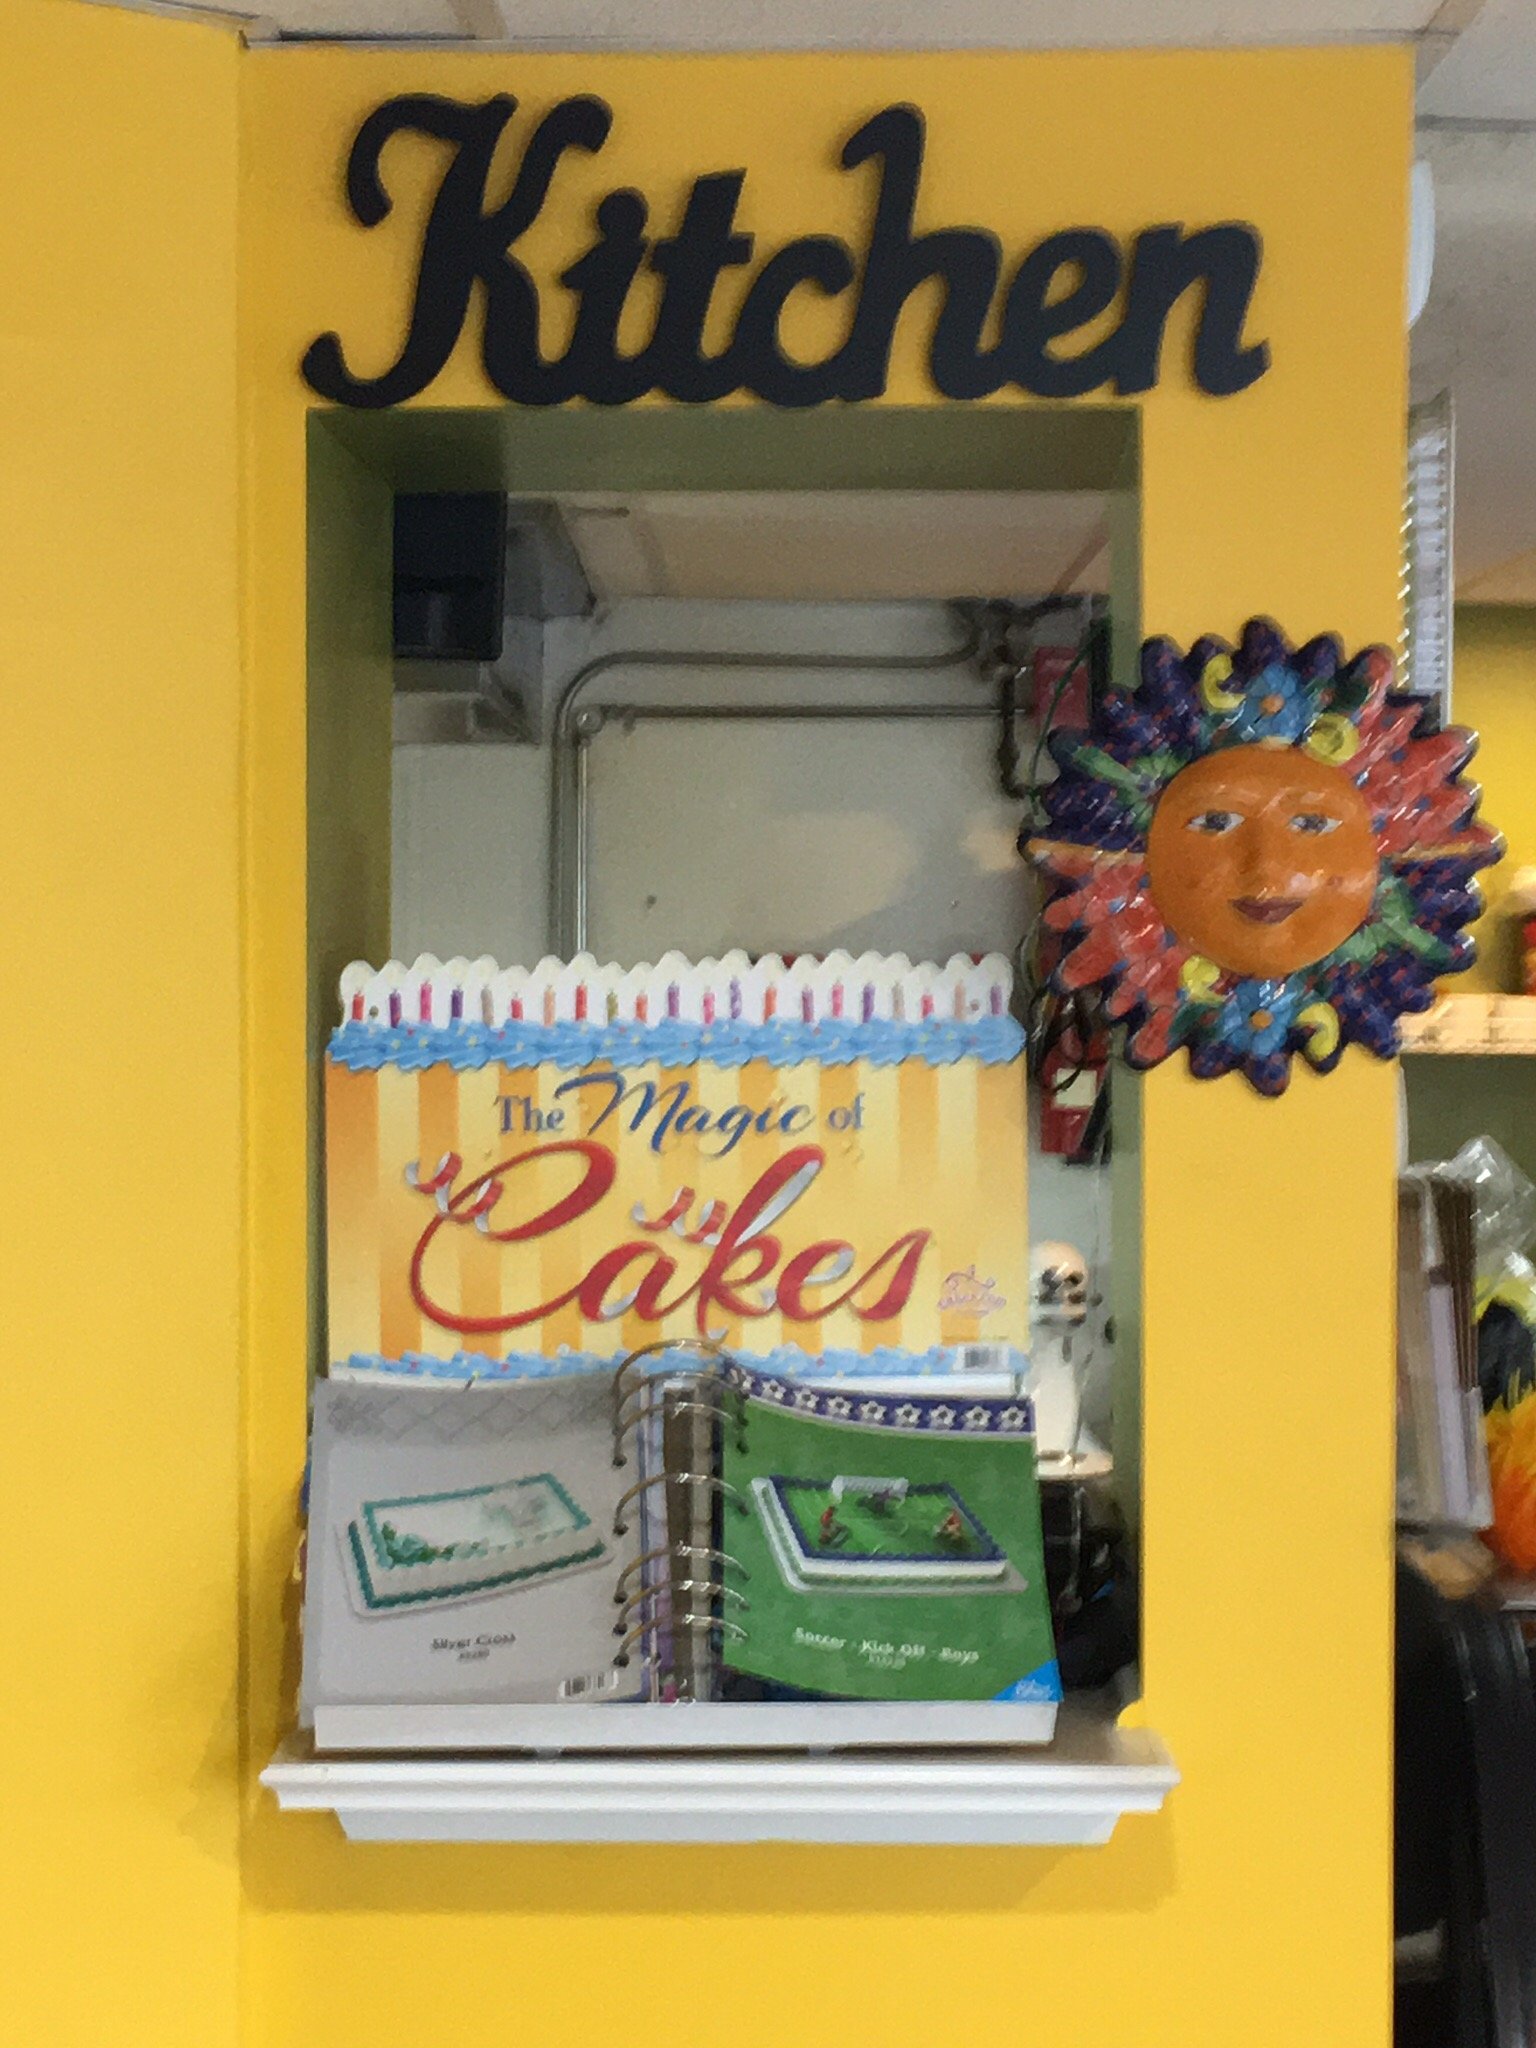 Kitchen
The Magic of
Cakes
Silver Cross
Soccer - Kick Off - Boys